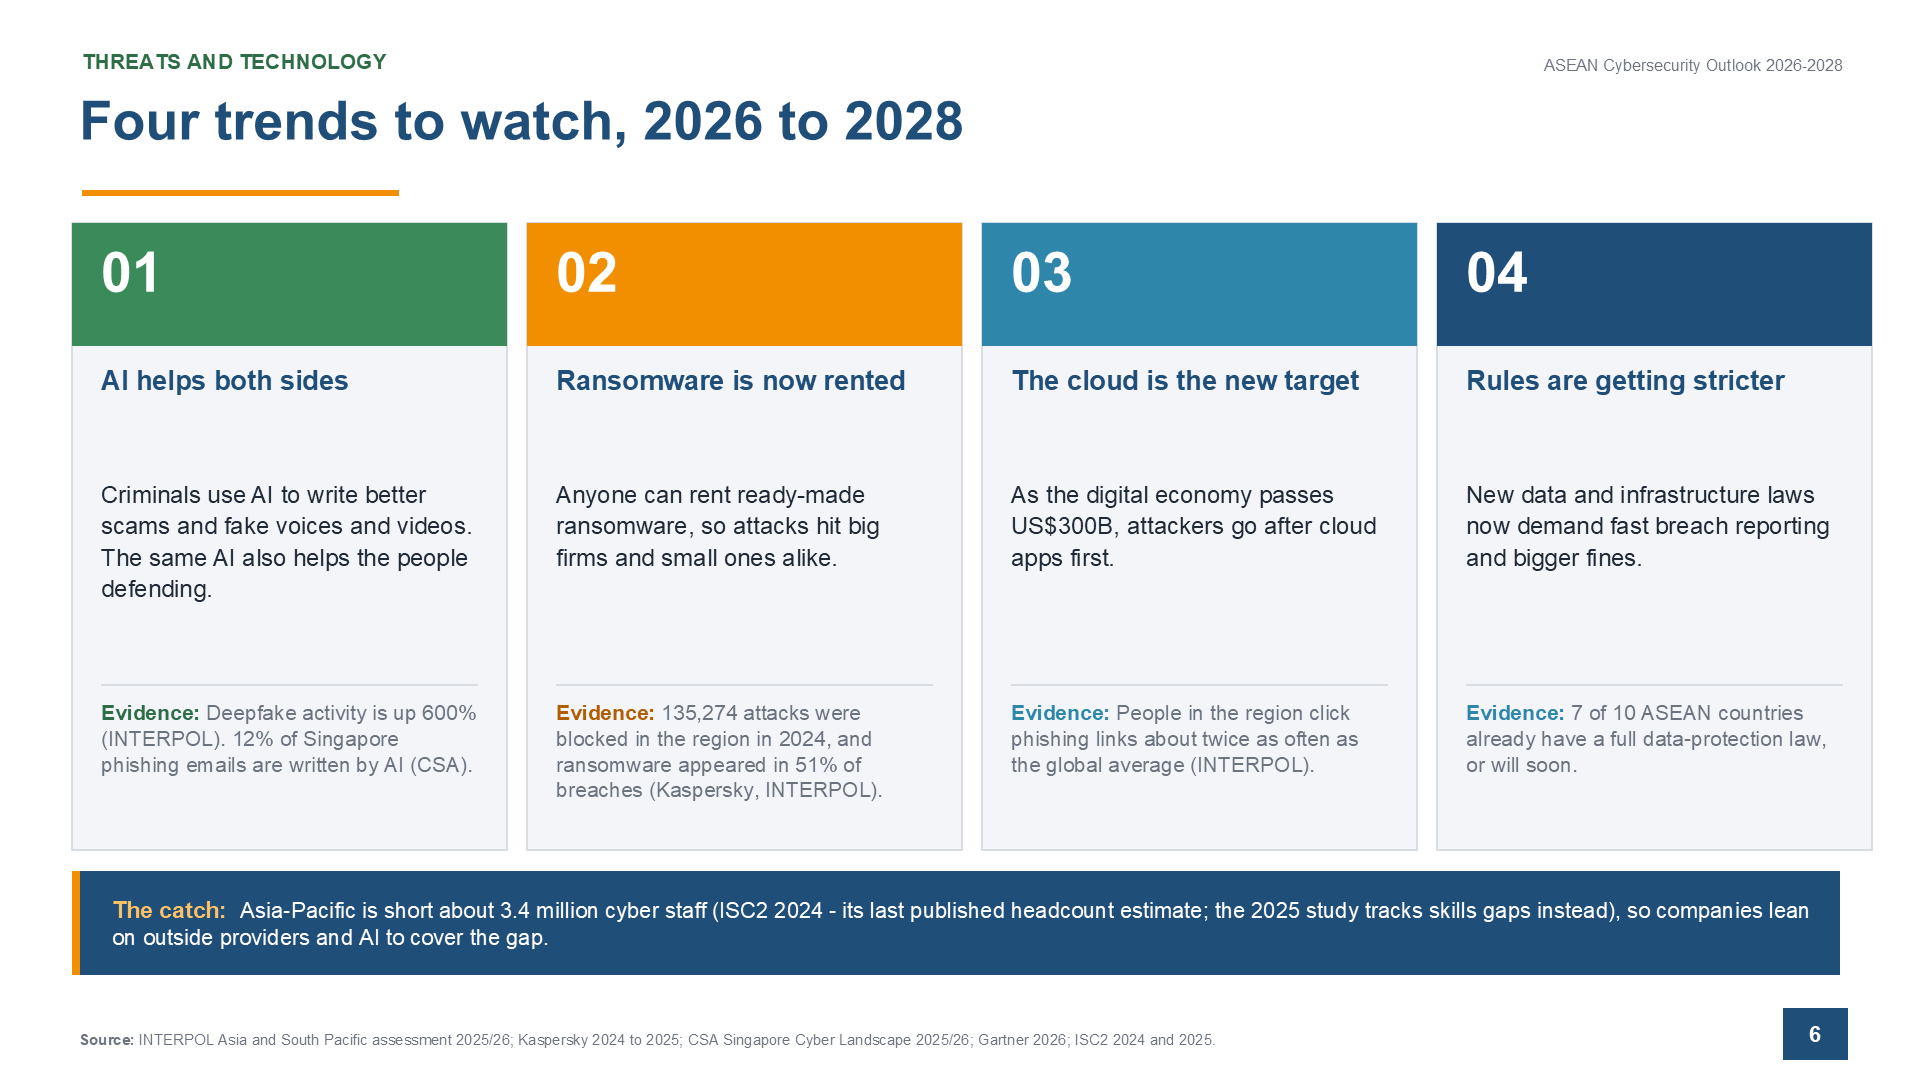 THREATS AND TECHNOLOGY
ASEAN Cybersecurity Outlook 2026-2028
Four trends to watch, 2026 to 2028
01
AI helps both sides
Criminals use AI to write better
scams and fake voices and videos.
The same AI also helps the people
defending.
Evidence: Deepfake activity is up 600%
(INTERPOL). 12% of Singapore
phishing emails are written by AI (CSA).
02
Ransomware is now rented
Anyone can rent ready-made
ransomware, so attacks hit big
firms and small ones alike.
Evidence: 135,274 attacks were
blocked in the region in 2024, and
ransomware appeared in 51% of
breaches (Kaspersky, INTERPOL).
03
The cloud is the new target
As the digital economy passes
US$300B, attackers go after cloud
apps first.
Evidence: People in the region click
phishing links about twice as often as
the global average (INTERPOL).
04
Rules are getting stricter
New data and infrastructure laws
now demand fast breach reporting
and bigger fines.
Evidence: 7 of 10 ASEAN countries
already have a full data-protection law,
or will soon.
The catch: Asia-Pacific is short about 3.4 million cyber staff (ISC2 2024 - its last published headcount estimate; the 2025 study tracks skills gaps instead), so companies lean
on outside providers and AI to cover the gap.
Source: INTERPOL Asia and South Pacific assessment 2025/26; Kaspersky 2024 to 2025; CSA Singapore Cyber Landscape 2025/26; Gartner 2026; ISC2 2024 and 2025.
6